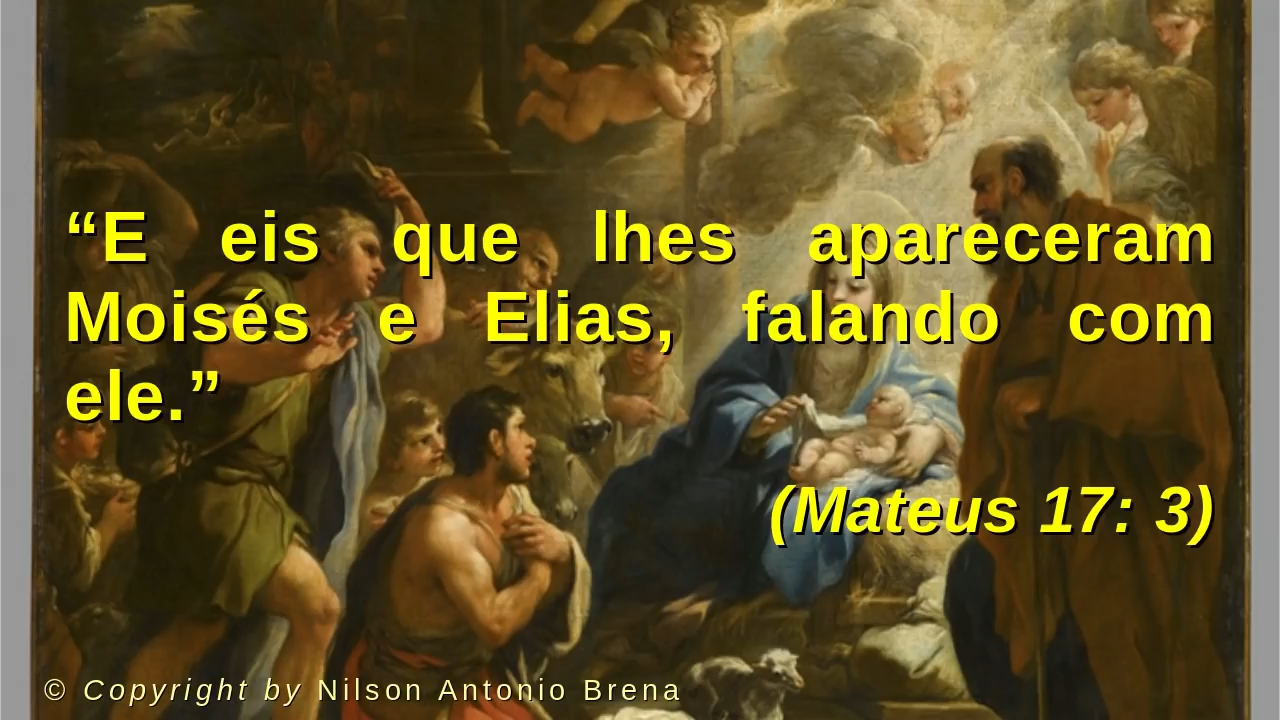 “E eis que lhes apareceram
Moisés e Elias, falando com
ele.”
(Mateus 17: 3)
© Copyright by Nilson Antonio Brena